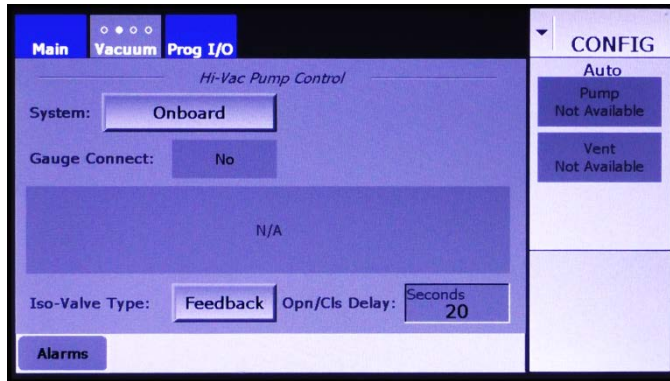 Main
Vacuum
Prog I/O
CONFIG
Hi-Vac Pump Control
System: Onboard
Gauge Connect: No
N/A
Iso-Valve Type: Feedback Opn/Cls Delay: Seconds
20
Alarms
Auto
Pump
Not Available
Vent
Not Available